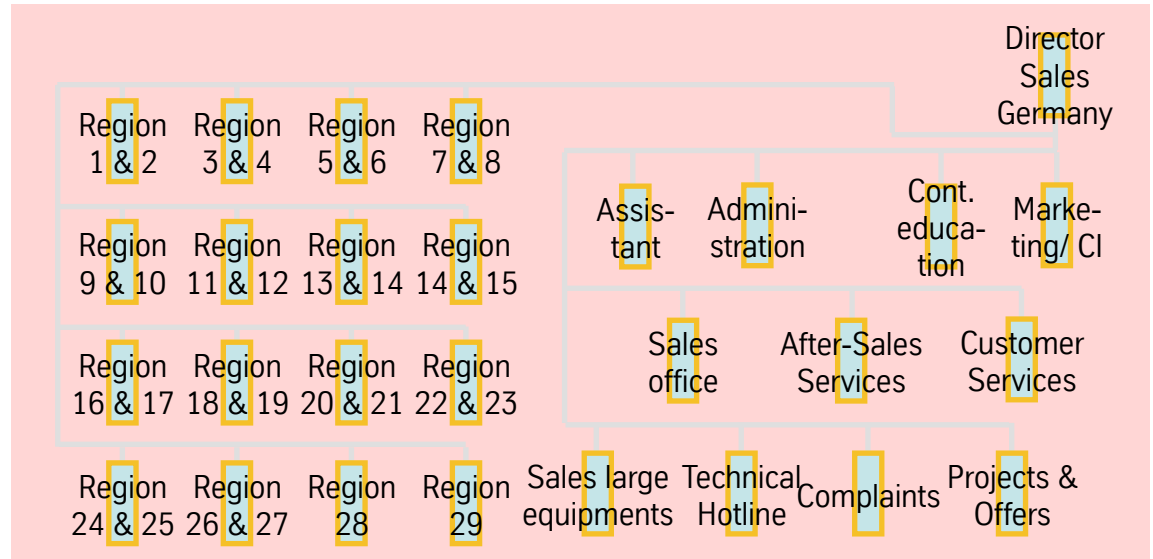 Director
Sales
Germany
Region
1 & 2
Region
3 & 4
Region
5 & 6
Region
7 & 8
Region
9 & 10
Region
11 & 12
Region
13 & 14
Region
14 & 15
Region
16 & 17
Region
18 & 19
Region
20 & 21
Region
22 & 23
Region
24 & 25
Region
26 & 27
Region
28
Region
29
Assis-
tant
Admini-
stration
Cont.
educa-
tion
Marke-
ting/ CI
Sales
office
After-Sales
Services
Customer
Services
Sales large
equipments
Technical
Hotline
Complaints
Projects &
Offers